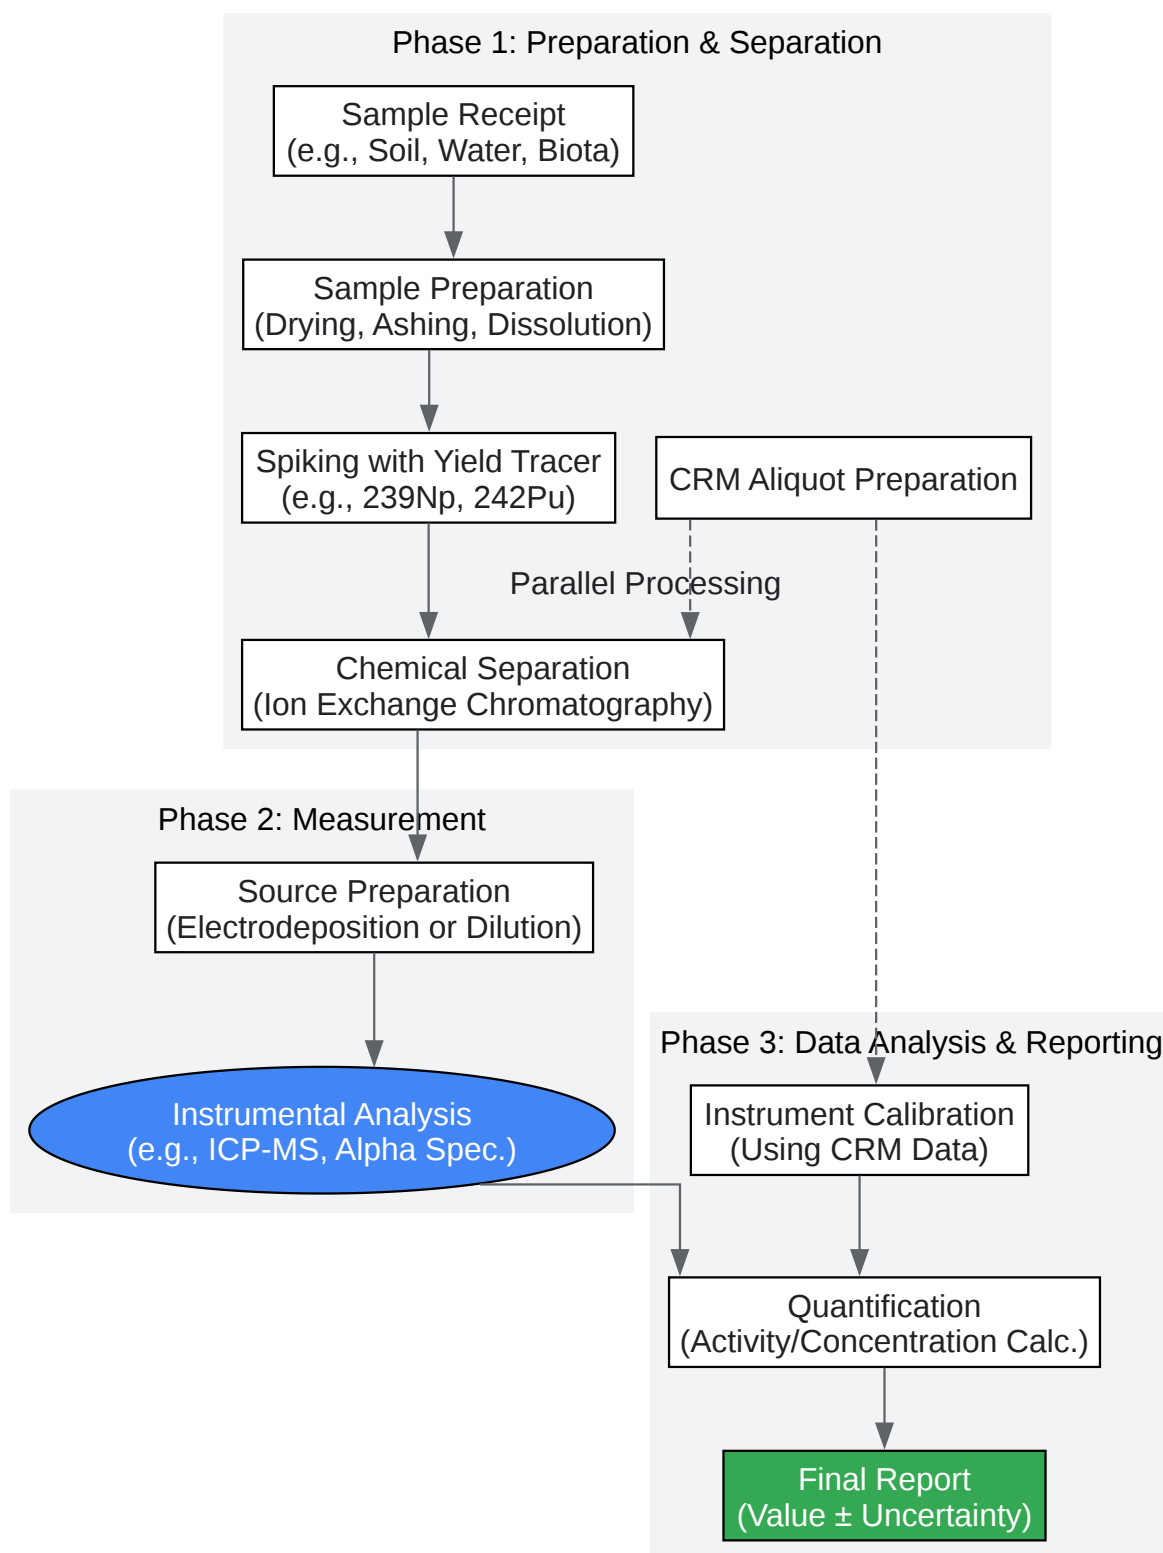 Phase 1: Preparation & Separation
Sample Receipt
(e.g., Soil, Water, Biota)
Sample Preparation
(Drying, Ashing, Dissolution)
Spiking with Yield Tracer
(e.g., 239Np, 242Pu)
CRM Aliquot Preparation
Parallel Processing
Chemical Separation
(Ion Exchange Chromatography)
Phase 2: Measurement
Source Preparation
(Electrodeposition or Dilution)
Instrumental Analysis
(e.g., ICP-MS, Alpha Spec.)
Phase 3: Data Analysis & Reporting
Instrument Calibration
(Using CRM Data)
Quantification
(Activity/Concentration Calc.)
Final Report
(Value ± Uncertainty)